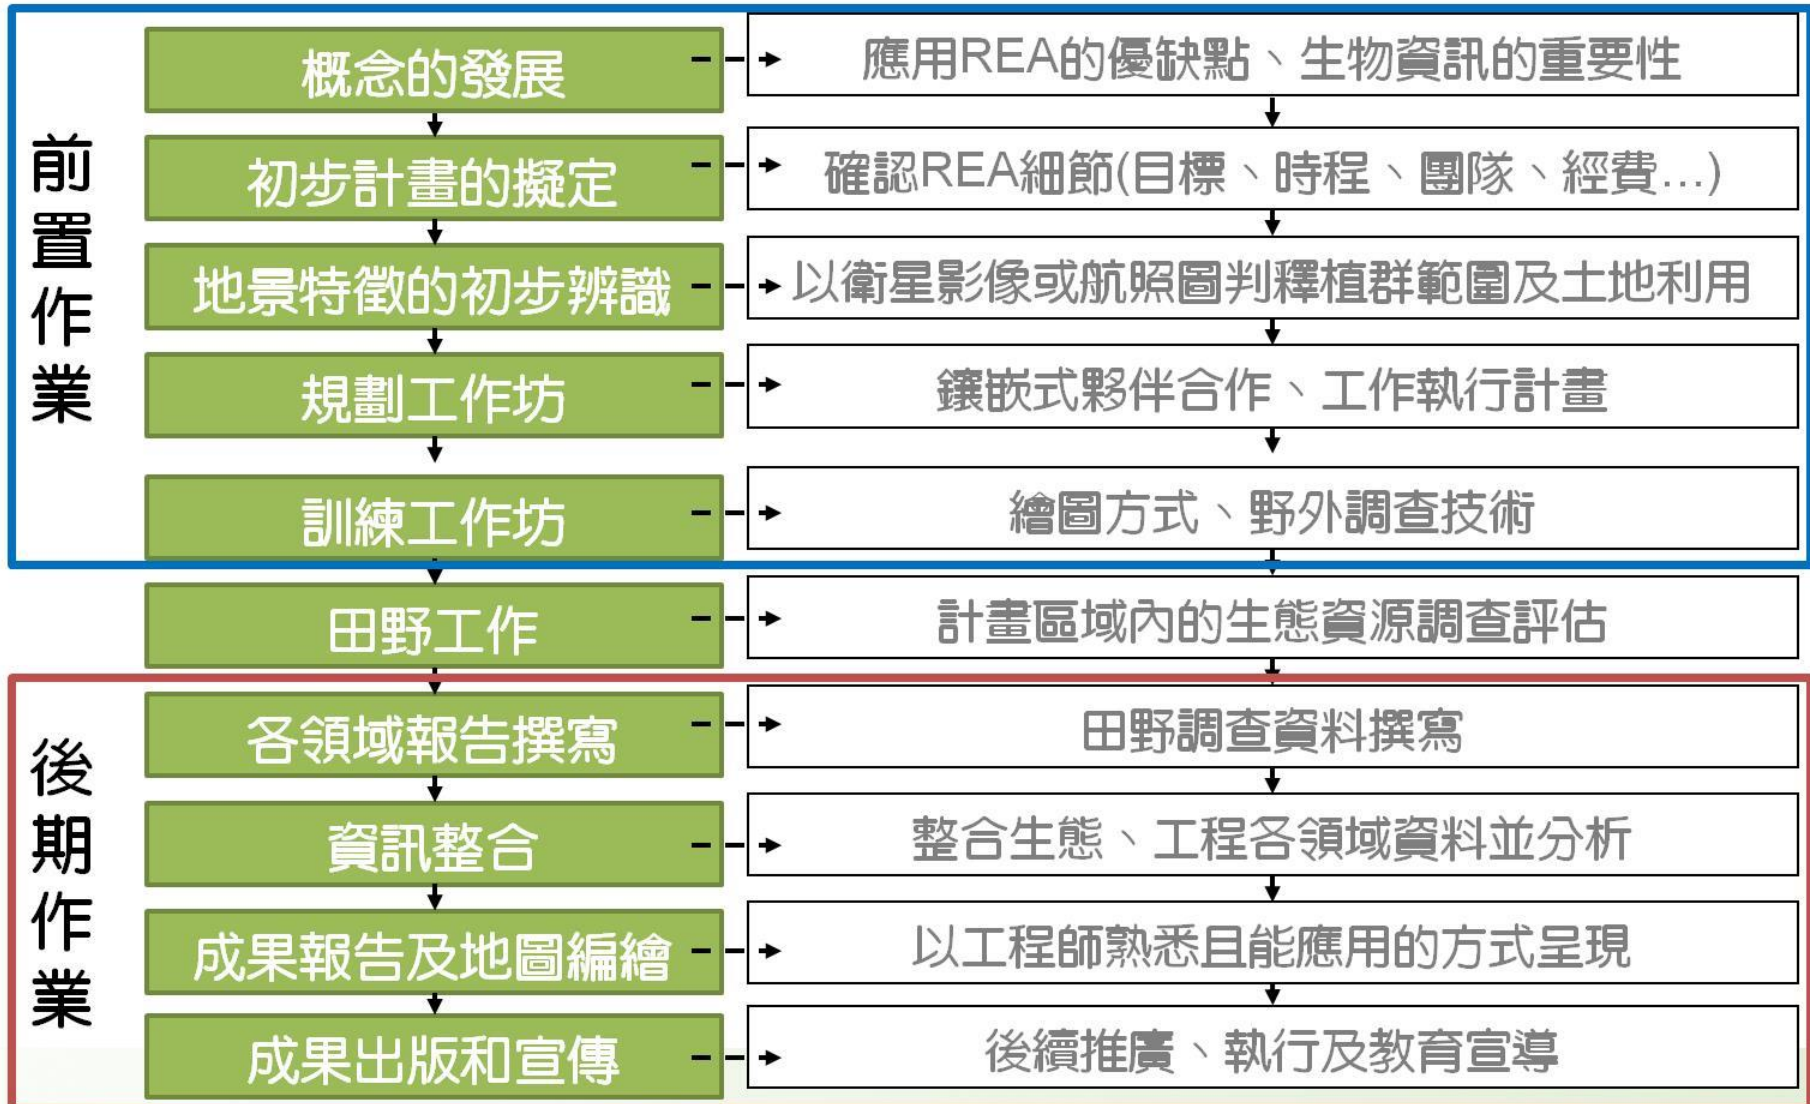 前置作業
概念的發展
應用REA的優缺點、生物資訊的重要性
初步計畫的擬定
確認REA細節(目標、時程、團隊、經費…)
地景特徵的初步辨識
以衛星影像或航照圖判釋植群範圍及土地利用
規劃工作坊
鑲嵌式夥伴合作、工作執行計畫
訓練工作坊
繪圖方式、野外調查技術
田野工作
計畫區域內的生態資源調查評估
後期作業
各領域報告撰寫
田野調查資料撰寫
資訊整合
整合生態、工程各領域資料並分析
成果報告及地圖編繪
以工程師熟悉且能應用的方式呈現
成果出版和宣傳
後續推廣、執行及教育宣導